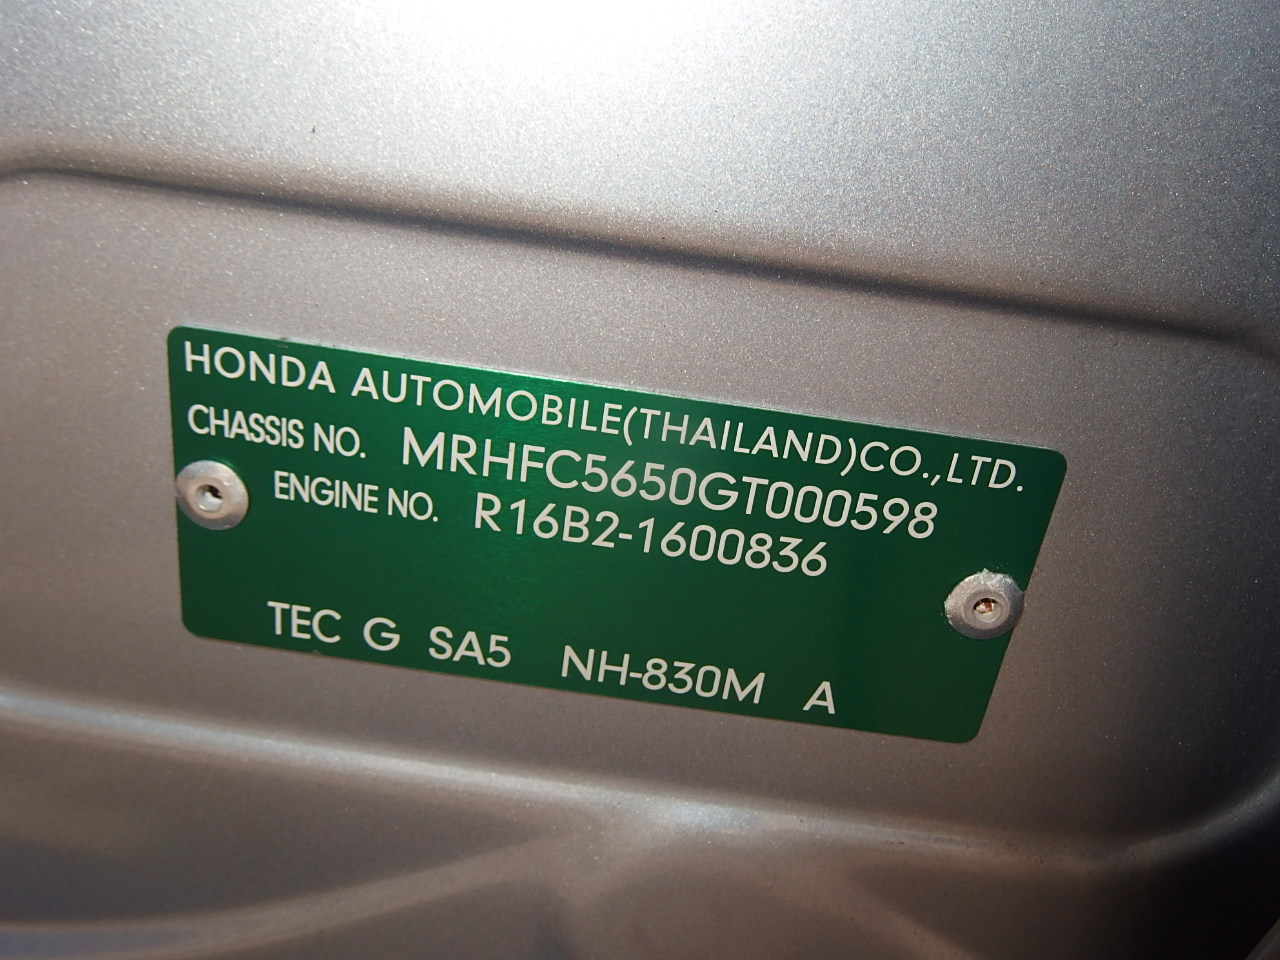 HONDA AUTOMOBILE(THAILAND)CO.,LTD.
CHASSIS NO. MRHFC5650GT000598
ENGINE NO. R16B2-1600836
TEC G SA5 NH-830M A